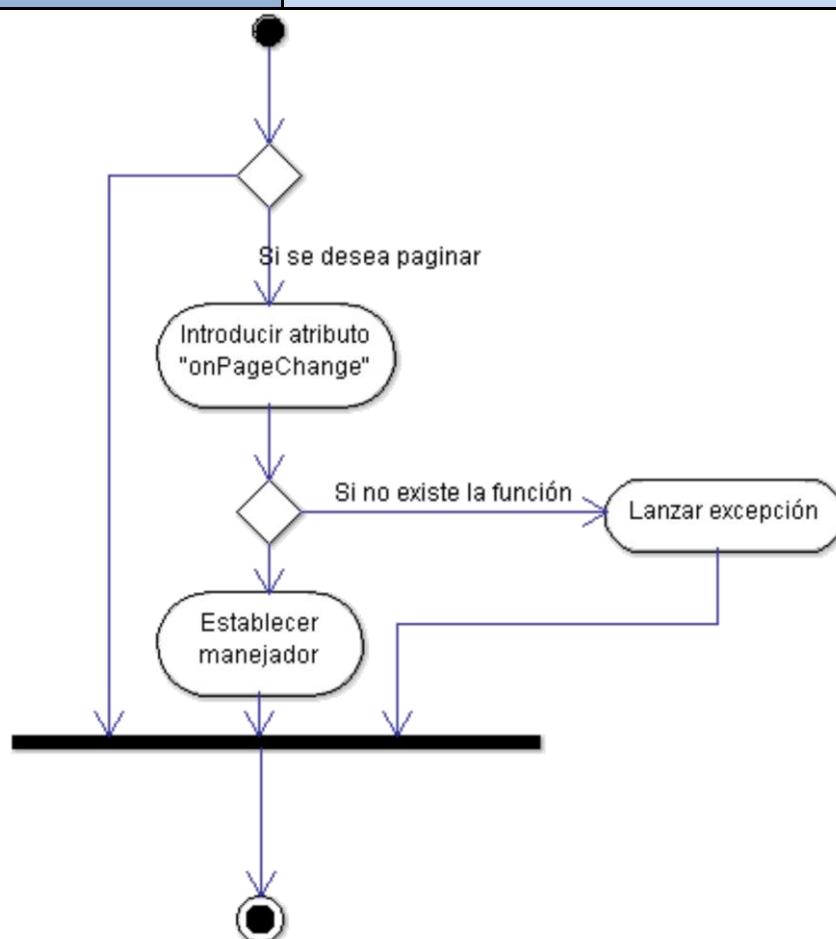 Si se desea paginar
Introducir atributo
"onPageChange"
Si no existe la función
Lanzar excepción
Establecer
manejador